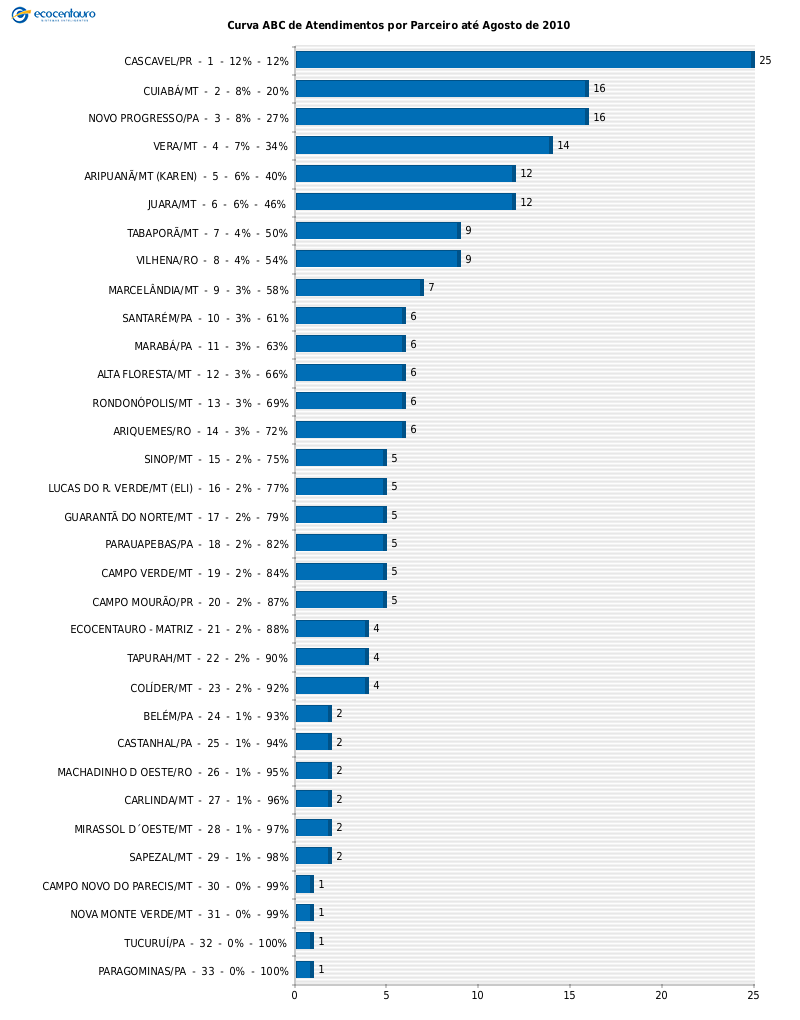 ecocentauro
Curva ABC de Atendimentos por Parceiro até Agosto de 2010
CASCAVEL/PR - 1 - 12% - 12% 25
CUIABÁ/MT - 2 - 8% - 20% 16
NOVO PROGRESSO/PA - 3 - 8% - 27% 16
VERA/MT - 4 - 7% - 34% 14
ARIPUANÃ/MT (KAREN) - 5 - 6% - 40% 12
JUARA/MT - 6 - 6% - 46% 12
TABAPORÃ/MT - 7 - 4% - 50% 9
VILHENA/RO - 8 - 4% - 54% 9
MARCELÂNDIA/MT - 9 - 3% - 58% 7
SANTARÉM/PA - 10 - 3% - 61% 6
MARABÁ/PA - 11 - 3% - 63% 6
ALTA FLORESTA/MT - 12 - 3% - 66% 6
RONDONÓPOLIS/MT - 13 - 3% - 69% 6
ARIQUEMES/RO - 14 - 3% - 72% 6
SINOP/MT - 15 - 2% - 75% 5
LUCAS DO R. VERDE/MT (ELI) - 16 - 2% - 77% 5
GUARANTÃ DO NORTE/MT - 17 - 2% - 79% 5
PARAUAPEBAS/PA - 18 - 2% - 82% 5
CAMPO VERDE/MT - 19 - 2% - 84% 5
CAMPO MOURÃO/PR - 20 - 2% - 87% 5
ECOCENTAURO - MATRIZ - 21 - 2% - 88% 4
TAPURAH/MT - 22 - 2% - 90% 4
COLÍDER/MT - 23 - 2% - 92% 4
BELÉM/PA - 24 - 1% - 93% 2
CASTANHAL/PA - 25 - 1% - 94% 2
MACHADINHO D OESTE/RO - 26 - 1% - 95% 2
CARLINDA/MT - 27 - 1% - 96% 2
MIRASSOL D´OESTE/MT - 28 - 1% - 97% 2
SAPEZAL/MT - 29 - 1% - 98% 2
CAMPO NOVO DO PARECIS/MT - 30 - 0% - 99% 1
NOVA MONTE VERDE/MT - 31 - 0% - 99% 1
TUCURUÍ/PA - 32 - 0% - 100% 1
PARAGOMINAS/PA - 33 - 0% - 100% 1
0 5 10 15 20 25